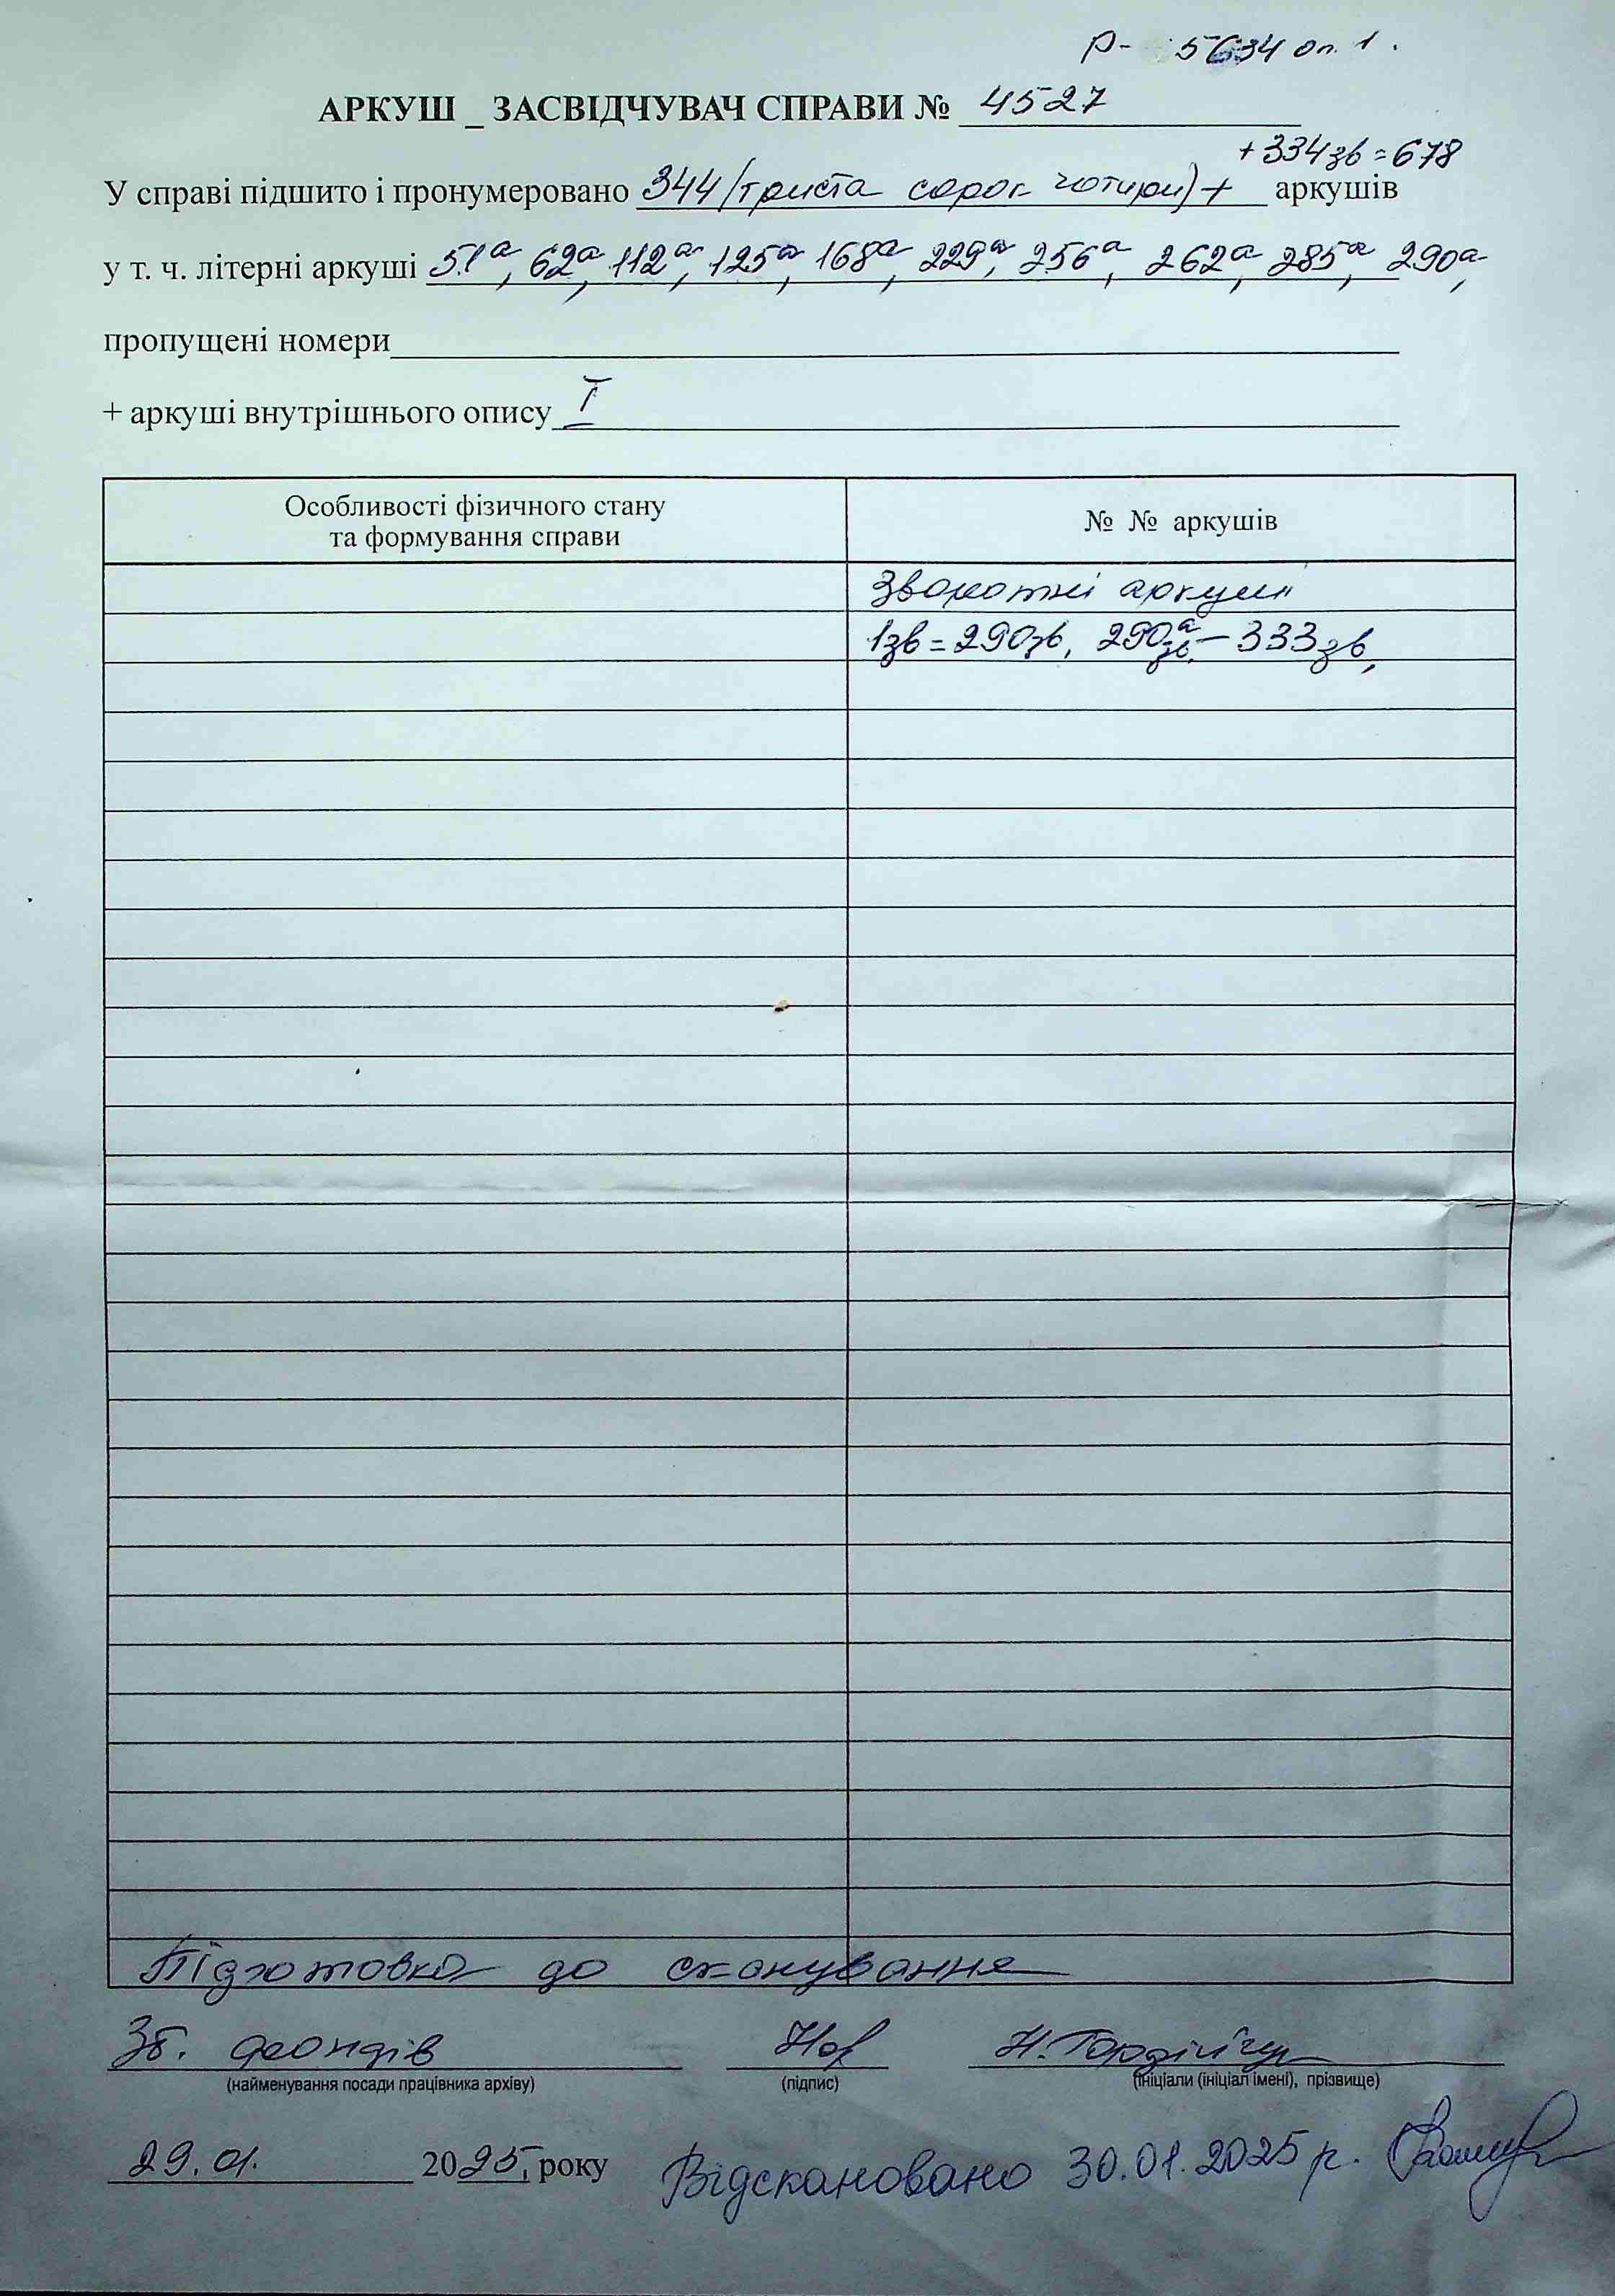 Р- 5634 оп. 1.
АРКУШ _ ЗАСВІДЧУВАЧ СПРАВИ № 4527
+334зв=678
У справі підшито і пронумеровано 344 (триста сорок чотири) + аркушів
у т. ч. літерні аркуші 51а, 62а, 112а, 125а, 168а, 229а, 256а, 262а, 285а, 290а,
пропущені номери
+ аркуші внутрішнього опису I
Особливості фізичного стану
та формування справи
№ № аркушів
Зворотні аркуші
1зв=290зв, 290а зв.–333зв,
Підготовка до сканування
Зб. фондів
Н. Гордійчук
(найменування посади працівника архіву) (підпис) (ініціали (ініціал імені), прізвище)
29.01. 2025, року Відскановано 30.01.2025 р.